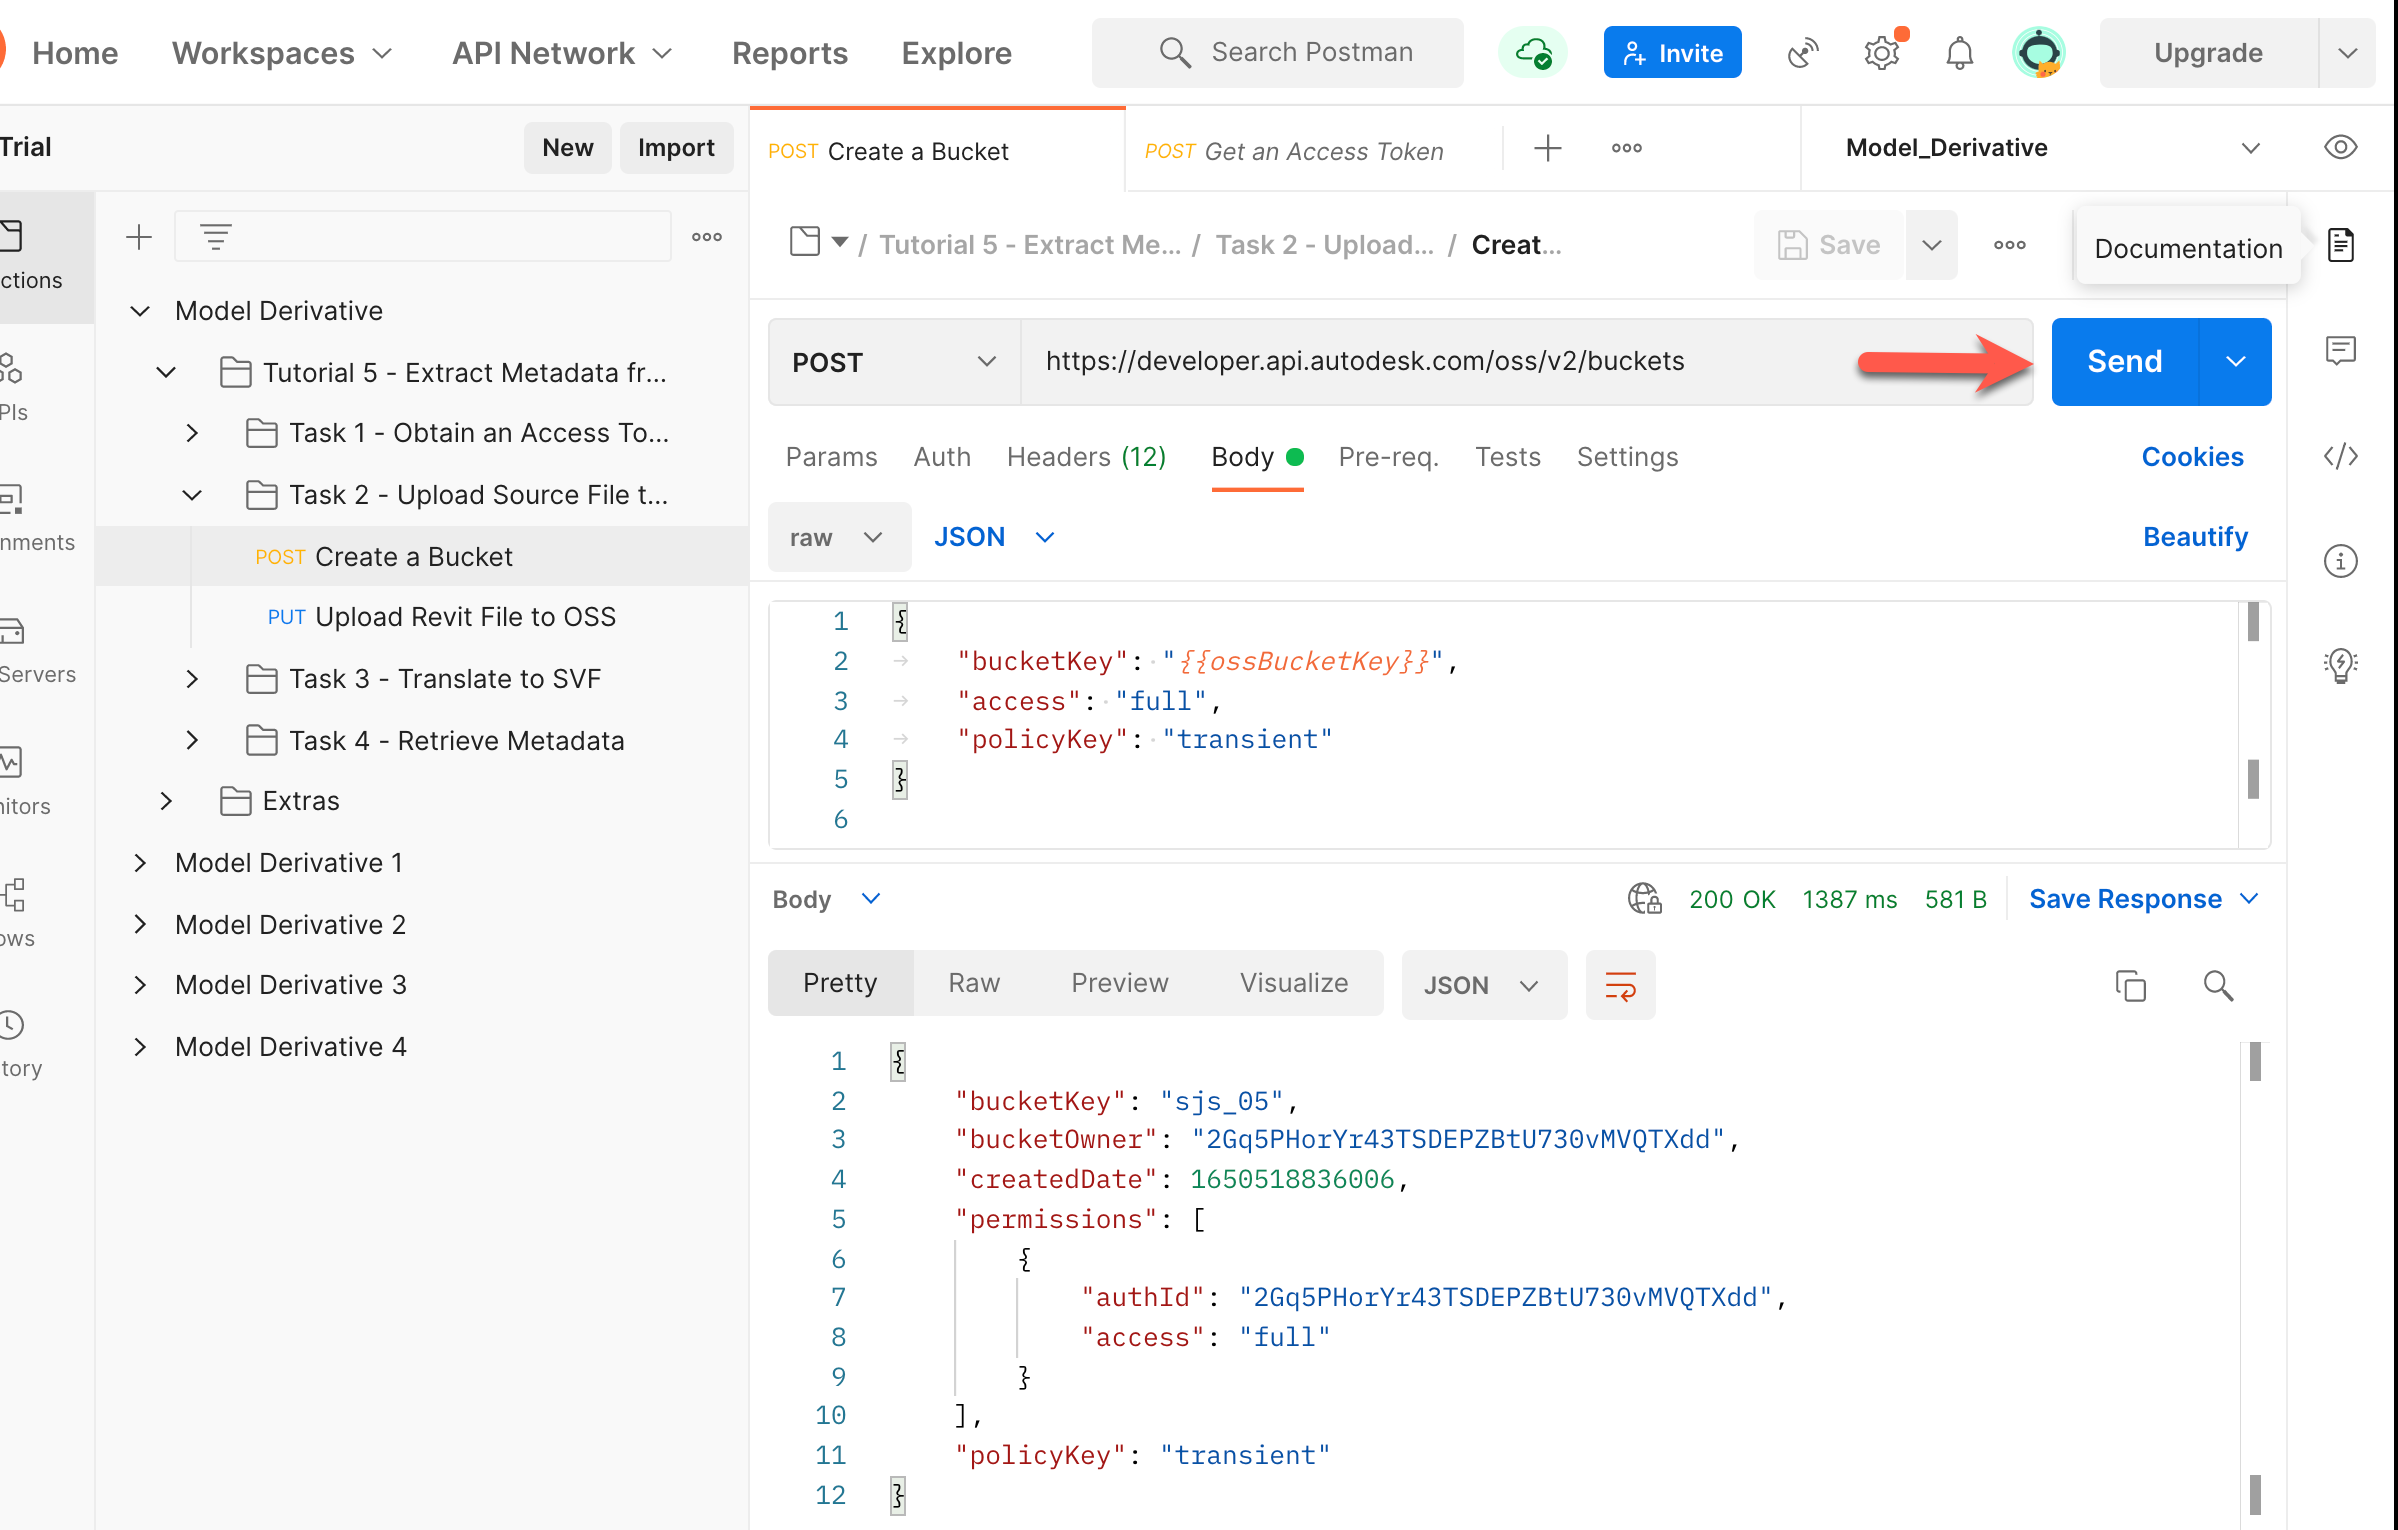 Home Workspaces API Network Reports Explore Search Postman Invite Upgrade
Trial New Import
POST Create a Bucket POST Get an Access Token Model_Derivative
/ Tutorial 5 - Extract Me... / Task 2 - Upload... / Creat... Save Documentation
ctions
PIs
nments
Servers
nitors
ows
tory
Model Derivative
Tutorial 5 - Extract Metadata fr...
Task 1 - Obtain an Access To...
Task 2 - Upload Source File t...
POST Create a Bucket
PUT Upload Revit File to OSS
Task 3 - Translate to SVF
Task 4 - Retrieve Metadata
Extras
Model Derivative 1
Model Derivative 2
Model Derivative 3
Model Derivative 4
POST https://developer.api.autodesk.com/oss/v2/buckets Send
Params Auth Headers (12) Body Pre-req. Tests Settings Cookies
raw JSON Beautify
1 {
2 "bucketKey": "{{ossBucketKey}}",
3 "access": "full",
4 "policyKey": "transient"
5 }
6
Body 200 OK 1387 ms 581 B Save Response
Pretty Raw Preview Visualize JSON
1 {
2 "bucketKey": "sjs_05",
3 "bucketOwner": "2Gq5PHorYr43TSDEPZBtU730vMVQTXdd",
4 "createdDate": 1650518836006,
5 "permissions": [
6 {
7 "authId": "2Gq5PHorYr43TSDEPZBtU730vMVQTXdd",
8 "access": "full"
9 }
10 ],
11 "policyKey": "transient"
12 }